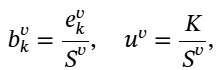 b_k^υ = e_k^υ / S^υ, u^υ = K / S^υ,